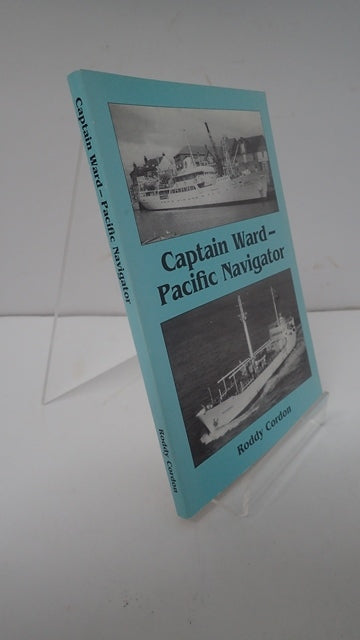 Captain Ward – Pacific Navigator
Roddy Cordon
Captain Ward –
Pacific Navigator
Roddy Cordon